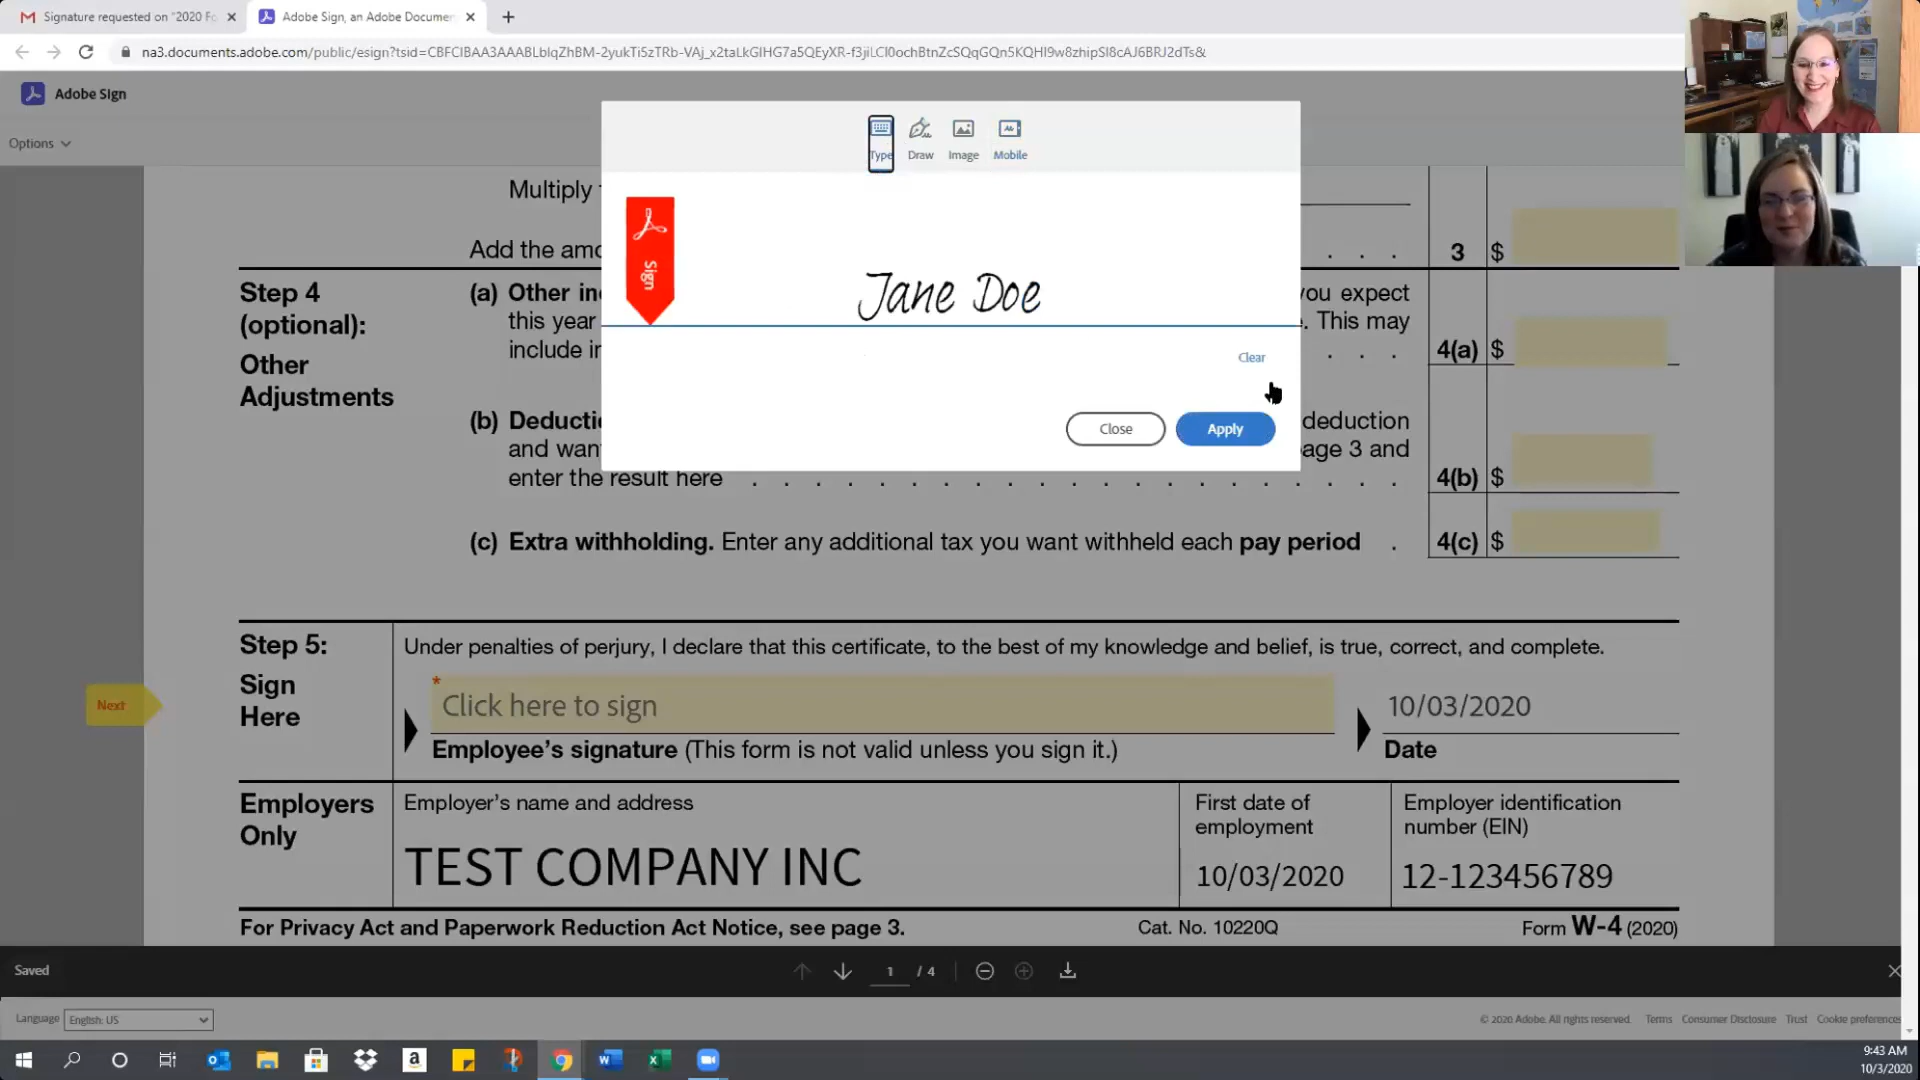 Signature requested on "2020 Fo
Adobe Sign, an Adobe Documen
na3.documents.adobe.com/public/esign?
Adobe Sign
Options
Type
Draw
Image
Mobile
Sign
Jane Doe
Clear
Close
Apply
Multiply
Add the amo
. . .
3
$
Step 4
(optional):
Other
Adjustments
(a) Other in
you expect
this year
. This may
include in
. . .
4(a)
$
(b) Deducti
deduction
and wan
age 3 and
enter the result here
4(b)
$
(c) Extra withholding. Enter any additional tax you want withheld each pay period .
4(c)
$
Step 5:
Sign
Here
Under penalties of perjury, I declare that this certificate, to the best of my knowledge and belief, is true, correct, and complete.
Next
*
Click here to sign
10/03/2020
Employee's signature (This form is not valid unless you sign it.)
Date
Employers
Only
Employer's name and address
TEST COMPANY INC
First date of
employment
10/03/2020
Employer identification
number (EIN)
12-123456789
For Privacy Act and Paperwork Reduction Act Notice, see page 3.
Cat. No. 10220Q
Form W-4 (2020)
Saved
1 / 4
Language
English: US
© 2020 Adobe. All rights reserved.
Terms
Consumer Disclosure
Trust
Cookie preferences
9:43 AM
10/3/2020